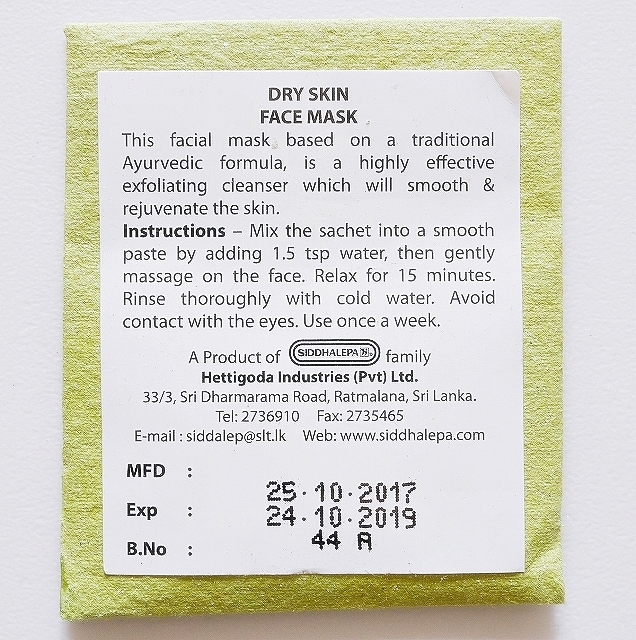 DRY SKIN
FACE MASK
This facial mask based on a traditional
Ayurvedic formula, is a highly effective
exfoliating cleanser which will smooth &
rejuvenate the skin.
Instructions – Mix the sachet into a smooth
paste by adding 1.5 tsp water, then gently
massage on the face. Relax for 15 minutes.
Rinse thoroughly with cold water. Avoid
contact with the eyes. Use once a week.
A Product of SIDDHALEPA family
Hettigoda Industries (Pvt) Ltd.
33/3, Sri Dharmarama Road, Ratmalana, Sri Lanka.
Tel: 2736910 Fax: 2735465
E-mail : siddalep@slt.lk Web: www.siddhalepa.com
MFD : 25·10·2017
Exp : 24·10·2019
B.No : 44 A